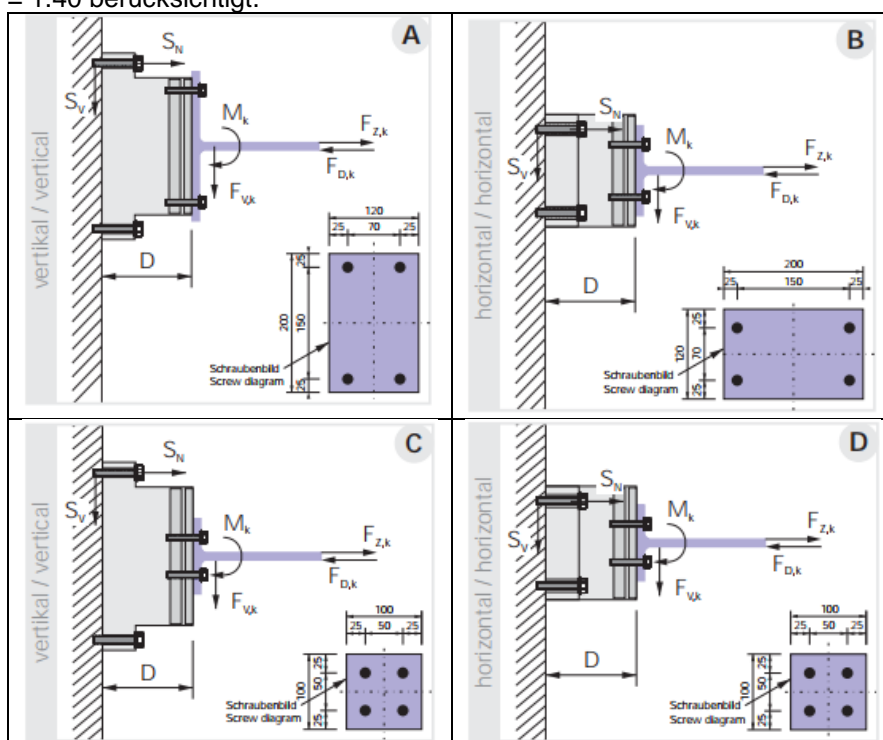 = 1.40 berücksichtigt.
A
vertikal / vertical
S_N
S_V
M_k
F_Z,k
F_D,k
F_V,k
D
120
25 70 25
200
25
150
25
Schraubenbild
Screw diagram
B
horizontal / horizontal
S_N
S_V
M_k
F_Z,k
F_D,k
F_V,k
D
200
25 150 25
120
25
70
25
Schraubenbild
Screw diagram
C
vertikal / vertical
S_N
S_V
M_k
F_Z,k
F_D,k
F_V,k
D
100
25 50 25
100
25
50
25
Schraubenbild
Screw diagram
D
horizontal / horizontal
S_N
S_V
M_k
F_Z,k
F_D,k
F_V,k
D
100
25 50 25
100
25
50
25
Schraubenbild
Screw diagram